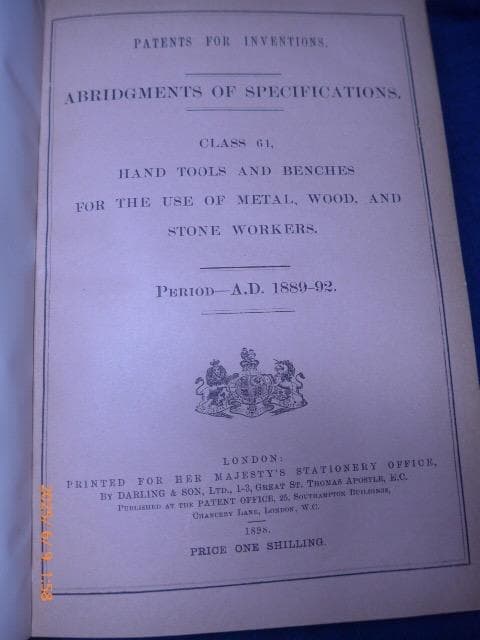 PATENTS FOR INVENTIONS.
ABRIDGMENTS OF SPECIFICATIONS.
CLASS 61,
HAND TOOLS AND BENCHES
FOR THE USE OF METAL, WOOD, AND
STONE WORKERS.
PERIOD—A.D. 1889-92.
LONDON:
PRINTED FOR HER MAJESTY'S STATIONERY OFFICE,
BY DARLING & SON, LTD., 1-3, GREAT ST. THOMAS APOSTLE, E.C.
PUBLISHED AT THE PATENT OFFICE, 25, SOUTHAMPTON BUILDINGS,
CHANCERY LANE, LONDON, W.C.
1898.
PRICE ONE SHILLING.